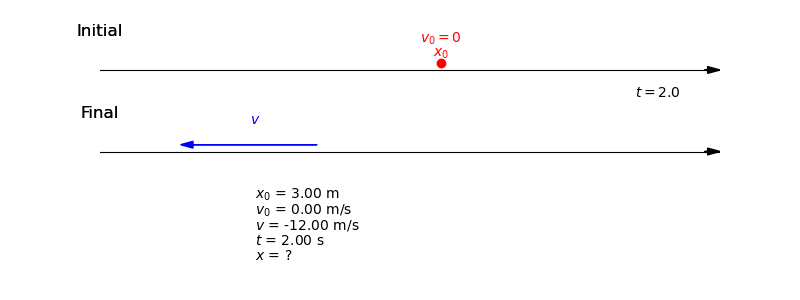 Initial
v₀ = 0
x₀
t = 2.0
Final
v
x₀ = 3.00 m
v₀ = 0.00 m/s
v = -12.00 m/s
t = 2.00 s
x = ?